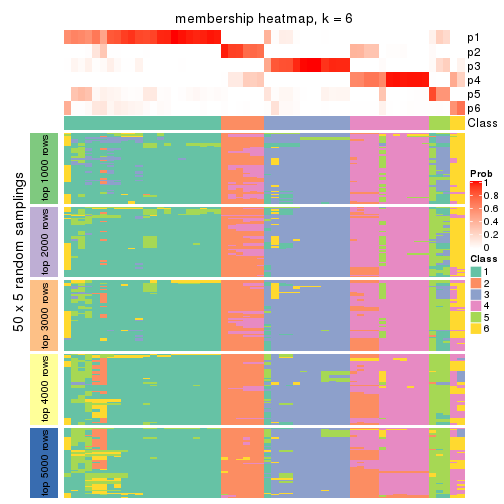 membership heatmap, k = 6
p1
p2
p3
p4
p5
p6
Class
50 x 5 random samplings
top 1000 rows
top 2000 rows
top 3000 rows
top 4000 rows
top 5000 rows
Prob
1
0.8
0.6
0.4
0.2
0
Class
1
2
3
4
5
6